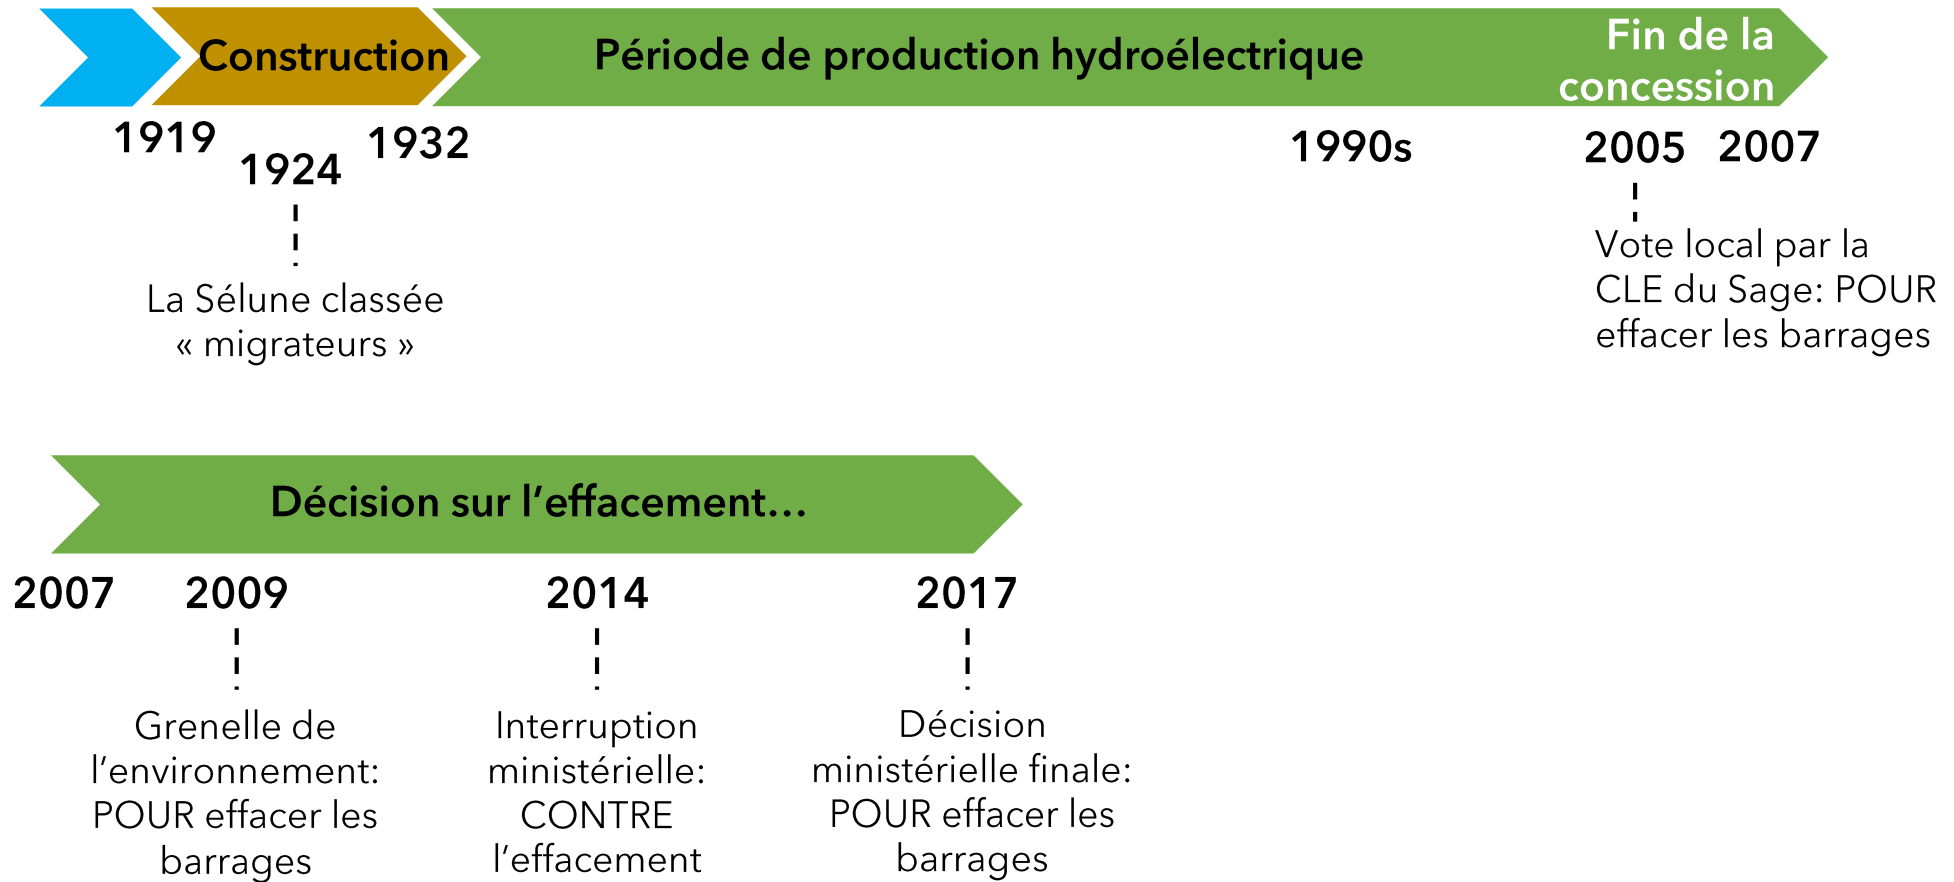 Construction
Période de production hydroélectrique
Fin de la
concession
1919
1924
1932
1990s
2005
2007
La Sélune classée
« migrateurs »
Vote local par la
CLE du Sage: POUR
effacer les barrages
Décision sur l’effacement…
2007
2009
2014
2017
Grenelle de
l’environnement:
POUR effacer les
barrages
Interruption
ministérielle:
CONTRE
l’effacement
Décision
ministérielle finale:
POUR effacer les
barrages